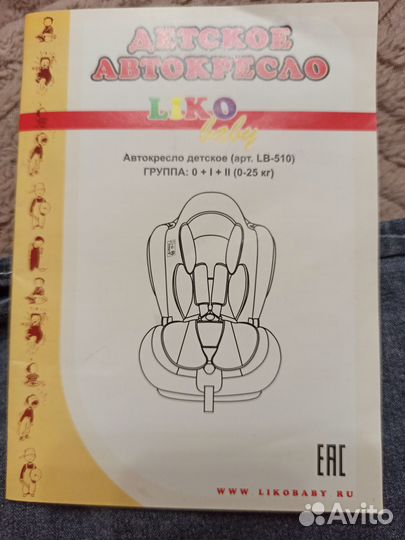 ДЕТСКОЕ
АВТОКРЕСЛО
LIKO
baby
Автокресло детское (арт. LB-510)
ГРУППА: 0 + I + II (0-25 кг)
EAC
WWW LIKOBABY RU
Avito